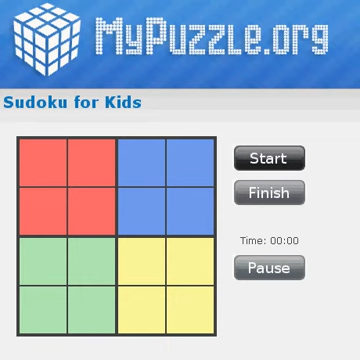 MyPuzzle.org
Sudoku for Kids
Start
Finish
Time: 00:00
Pause